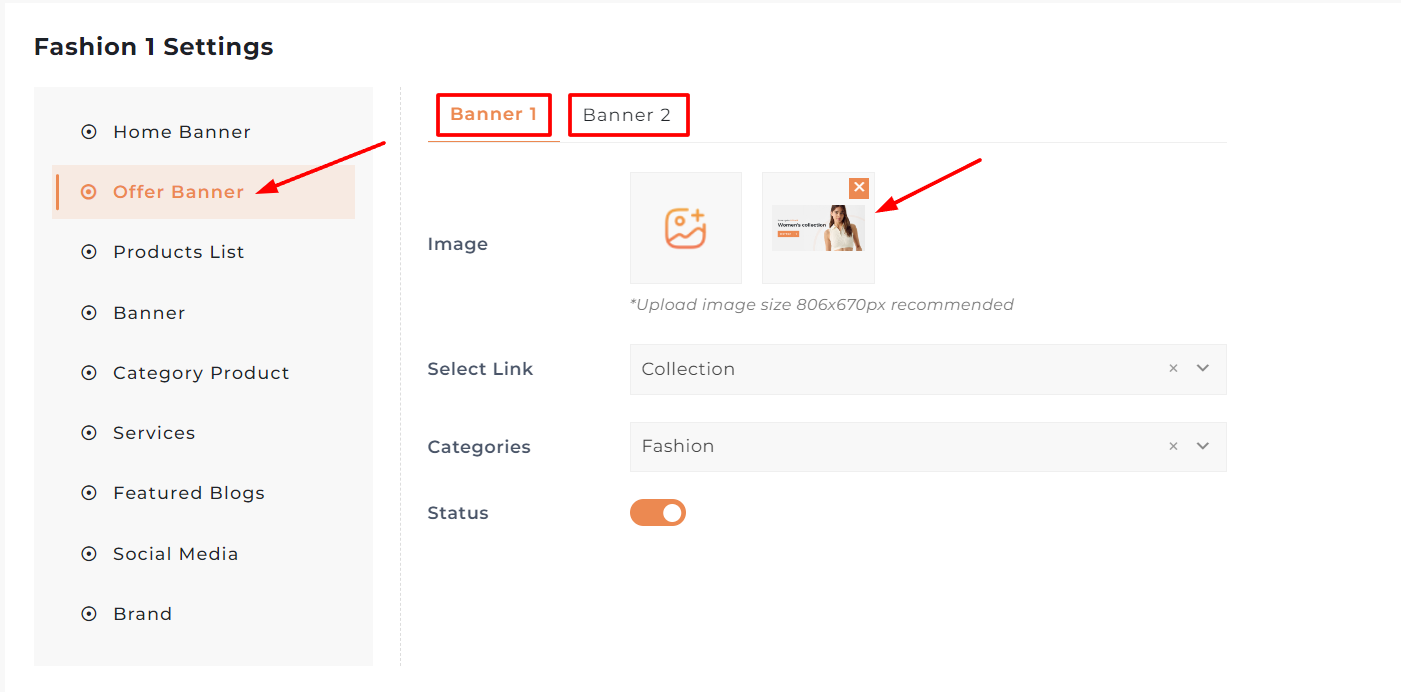 Fashion 1 Settings
Home Banner
Offer Banner
Products List
Banner
Category Product
Services
Featured Blogs
Social Media
Brand
Banner 1
Banner 2
Image
Women's collection
*Upload image size 806x670px recommended
Select Link
Collection
Categories
Fashion
Status